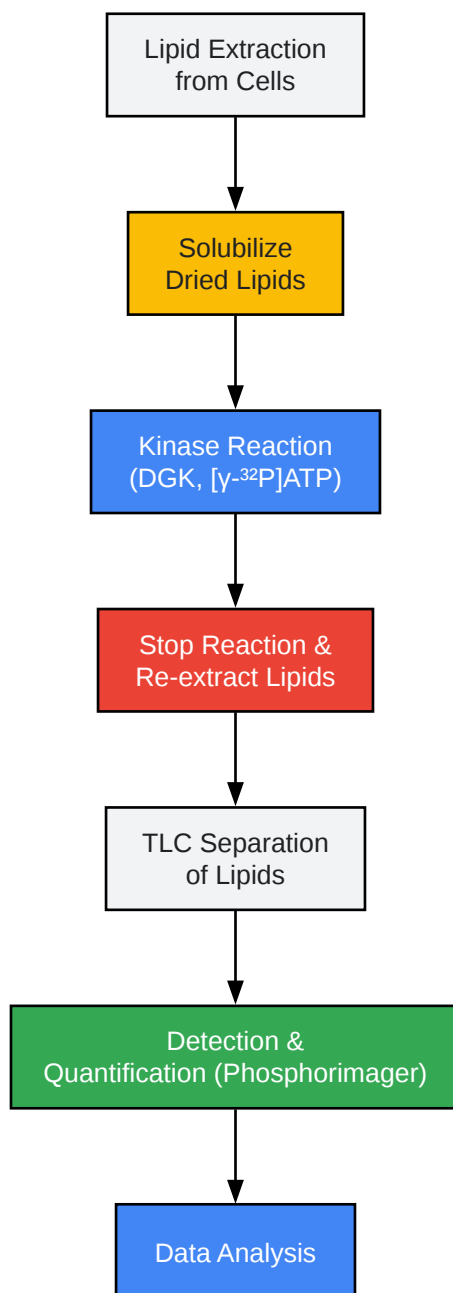 Lipid Extraction
from Cells
Solubilize
Dried Lipids
Kinase Reaction
(DGK, [γ-³²P]ATP)
Stop Reaction &
Re-extract Lipids
TLC Separation
of Lipids
Detection &
Quantification (Phosphorimager)
Data Analysis